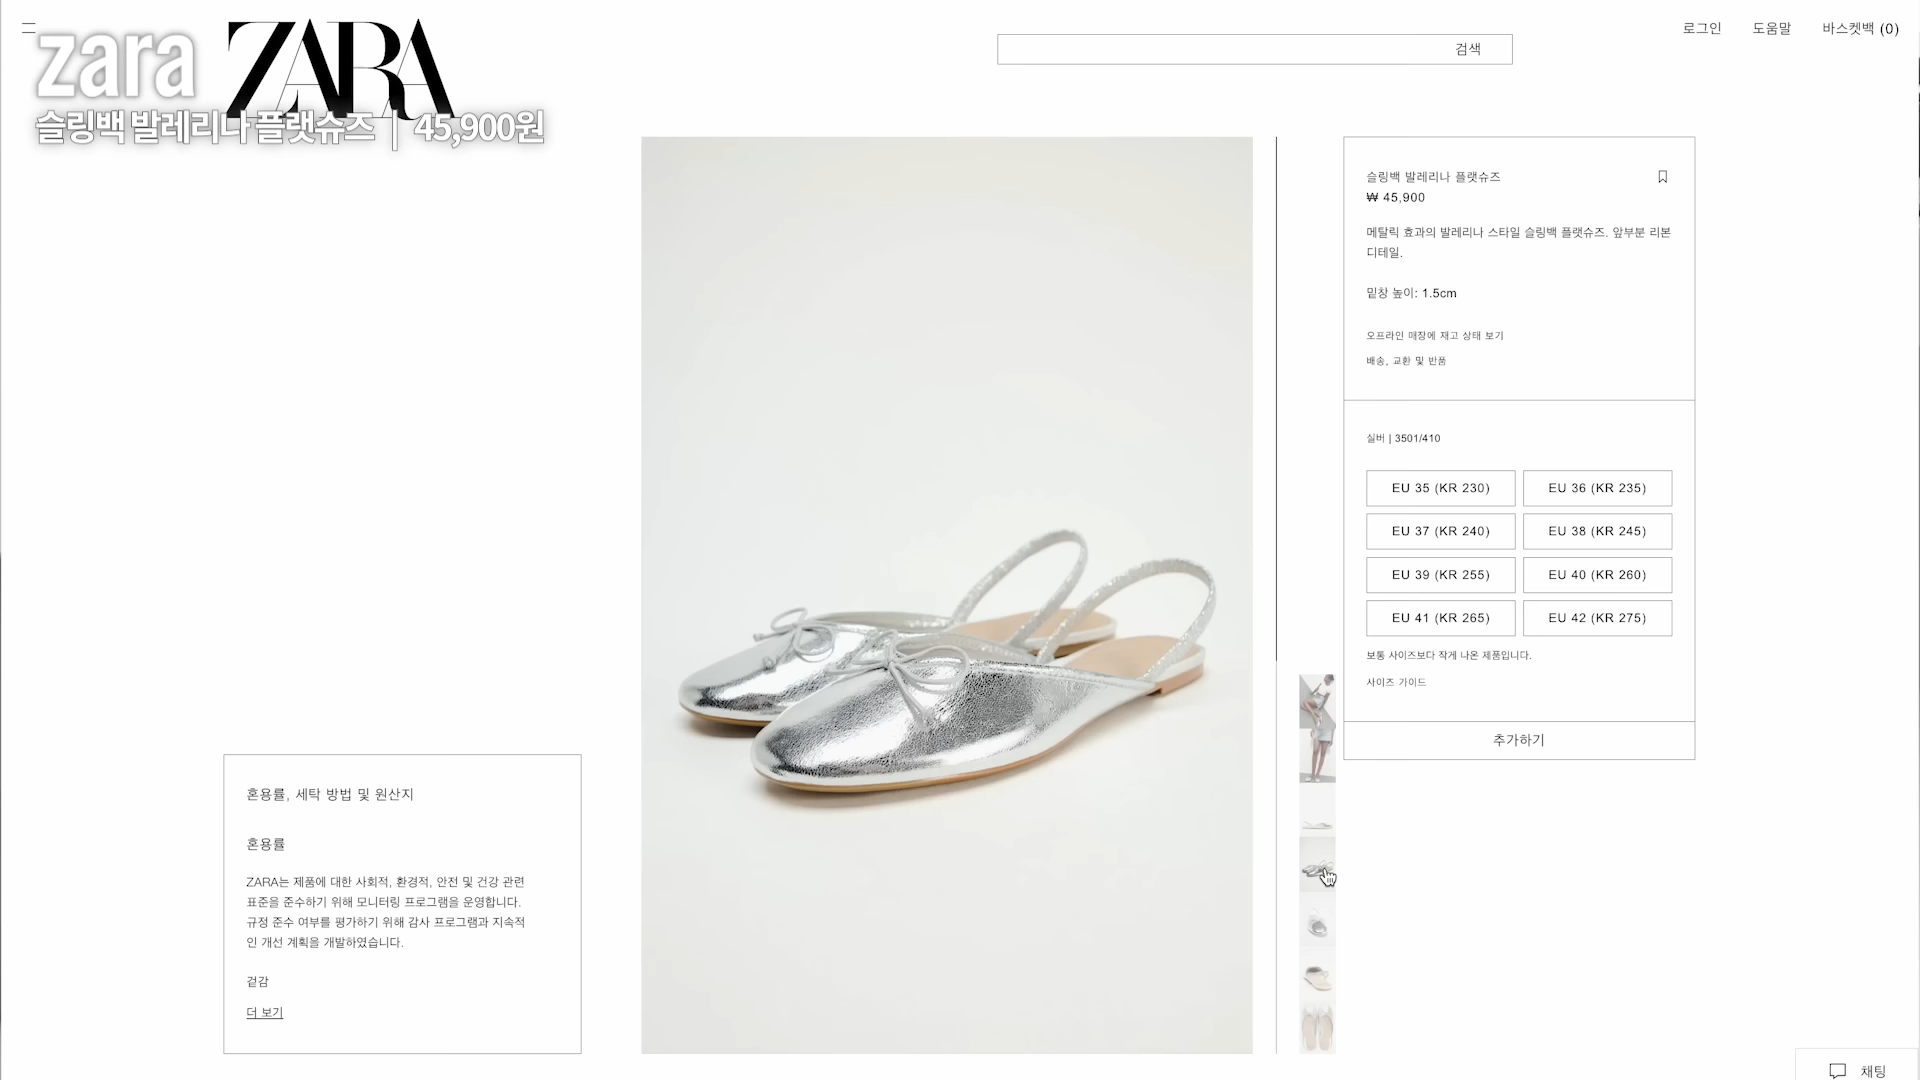 zara
ZARA
슬링백 발레리나 플랫슈즈 | 45,900원
검색
로그인
도움말
바스켓백 (0)
슬링백 발레리나 플랫슈즈
₩ 45,900
메탈릭 효과의 발레리나 스타일 슬링백 플랫슈즈. 앞부분 리본
디테일.
밑창 높이: 1.5cm
오프라인 매장에 재고 상태 보기
배송, 교환 및 반품
실버 | 3501/410
EU 35 (KR 230)
EU 36 (KR 235)
EU 37 (KR 240)
EU 38 (KR 245)
EU 39 (KR 255)
EU 40 (KR 260)
EU 41 (KR 265)
EU 42 (KR 275)
보통 사이즈보다 작게 나온 제품입니다.
사이즈 가이드
추가하기
혼용률, 세탁 방법 및 원산지
혼용률
ZARA는 제품에 대한 사회적, 환경적, 안전 및 건강 관련
표준을 준수하기 위해 모니터링 프로그램을 운영합니다.
규정 준수 여부를 평가하기 위해 감사 프로그램과 지속적
인 개선 계획을 개발하였습니다.
겉감
더 보기
채팅